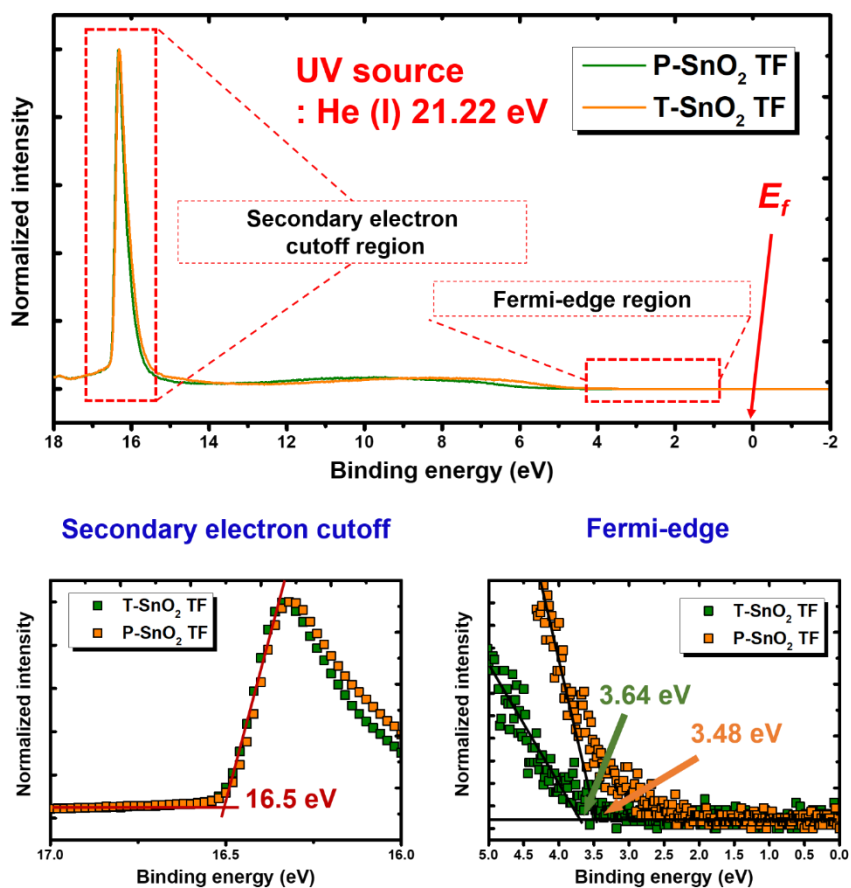 UV source
: He (I) 21.22 eV
P-SnO₂ TF
T-SnO₂ TF
Secondary electron
cutoff region
Fermi-edge region
E_f
Normalized intensity
18 16 14 12 10 8 6 4 2 0 -2
Binding energy (eV)
Secondary electron cutoff
T-SnO₂ TF
P-SnO₂ TF
16.5 eV
Normalized intensity
17.0 16.5 16.0
Binding energy (eV)
Fermi-edge
T-SnO₂ TF
P-SnO₂ TF
3.64 eV
3.48 eV
Normalized intensity
5.0 4.5 4.0 3.5 3.0 2.5 2.0 1.5 1.0 0.5 0.0
Binding energy (eV)